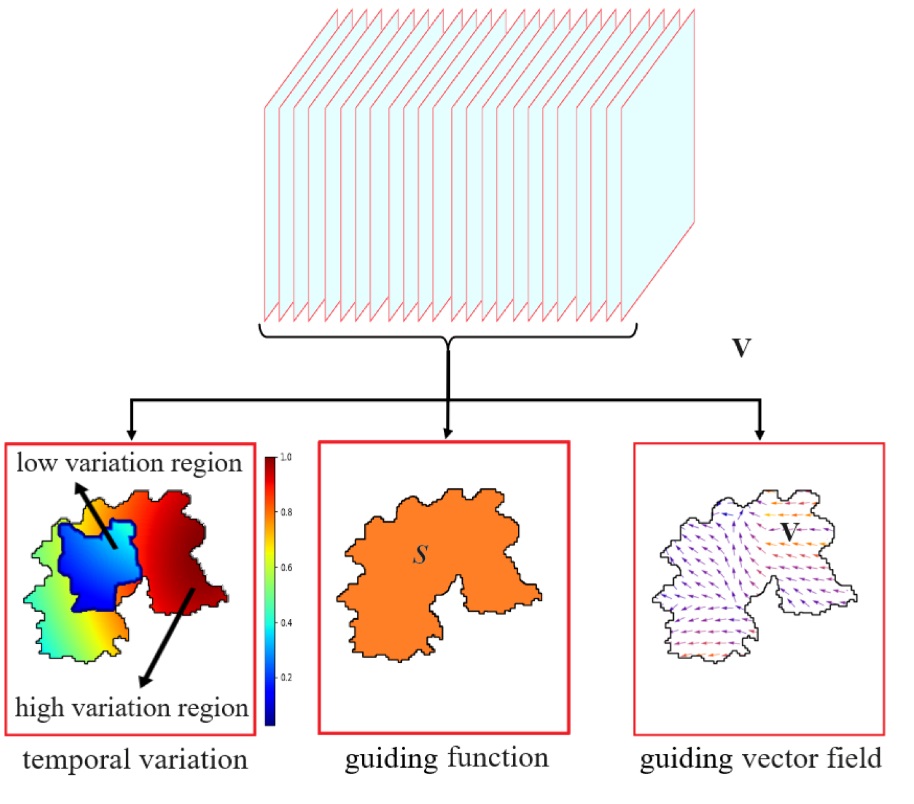 V
low variation region
high variation region
1.0
0.8
0.6
0.4
0.2
S
V
temporal variation
guiding function
guiding vector field